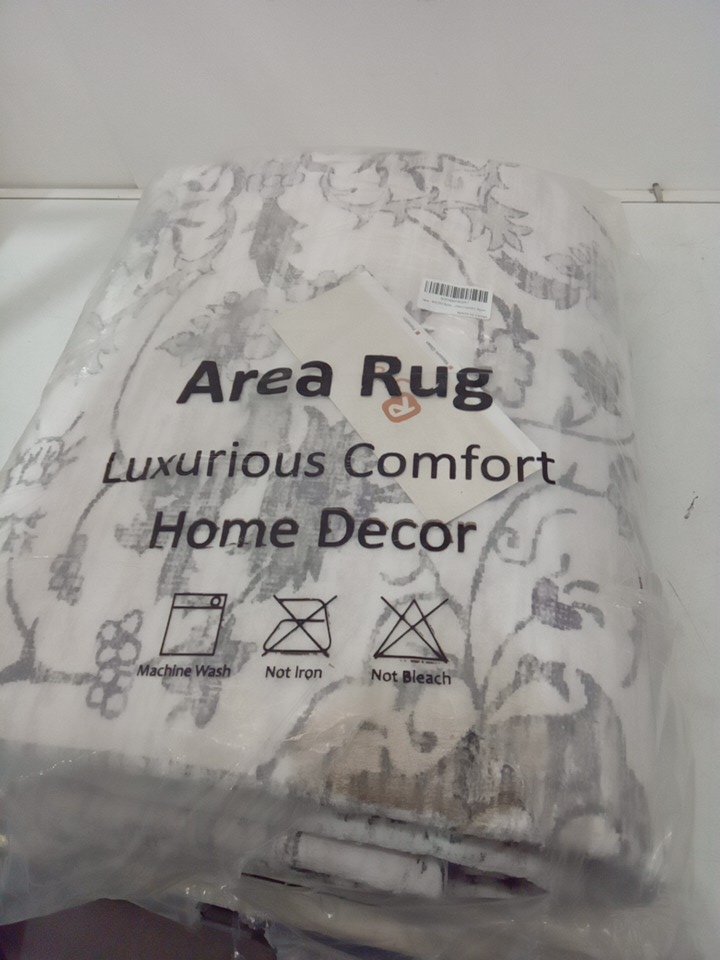 Area Rug
Luxurious Comfort
Home Decor
Machine Wash
Not Iron
Not Bleach